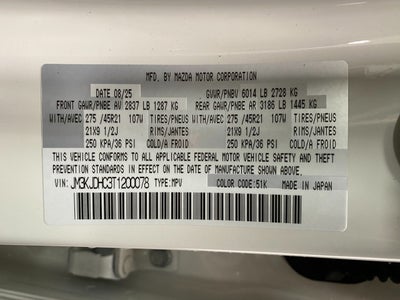 MFD. BY MAZDA MOTOR CORPORATION
DATE 08/25 GVWR/PNBV 6014 LB 2728 KG
FRONT GAWR/PNBE AV 2837 LB 1287 KG REAR GAWR/PNBE AR 3186 LB 1445 KG
WITH 275 /45R21 107W TIRES/PNEU WITH 275 /45R21 107W TIRES/PNEU
AVEC 21X9 1/2J RIMS/JANTES AVEC 21X9 1/2J RIMS/JANTES
À 250 KPA/36 PSI COLD/A FROID À 250 KPA/36 PSI COLD/A FROID
THIS VEHICLE CONFORMS TO ALL APPLICABLE FEDERAL MOTOR VEHICLE SAFETY AND THEFT
PREVENTION STANDARDS IN EFFECT ON THE DATE OF MANUFACTURE SHOWN ABOVE.
VIN: JM3KJDHC3T1200078 TYPE:MPV COLOR CODE:51K MADE IN JAPAN